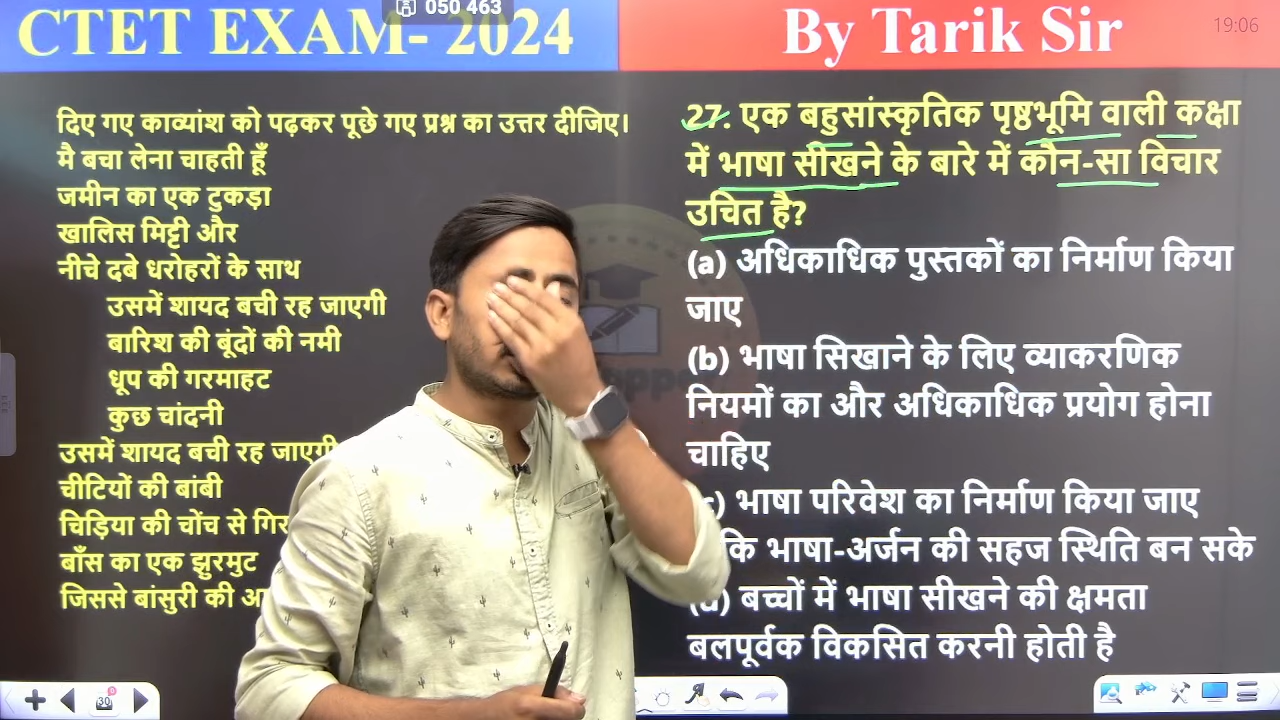 050 463
CTET EXAM- 2024
By Tarik Sir
19:06
दिए गए काव्यांश को पढ़कर पूछे गए प्रश्न का उत्तर दीजिए।
मै बचा लेना चाहती हूँ
जमीन का एक टुकड़ा
खालिस मिट्टी और
नीचे दबे धरोहरों के साथ
उसमें शायद बची रह जाएगी
बारिश की बूंदों की नमी
धूप की गरमाहट
कुछ चांदनी
उसमें शायद बची रह जाएगी
चीटियों की बांबी
चिड़िया की चोंच से
बाँस का एक झुरमुट
जिससे बांसुरी की
27. एक बहुसांस्कृतिक पृष्ठभूमि वाली कक्षा
में भाषा सीखने के बारे में कौन-सा विचार
उचित है?
(a) अधिकाधिक पुस्तकों का निर्माण किया
जाए
(b) भाषा सिखाने के लिए व्याकरणिक
नियमों का और अधिकाधिक प्रयोग होना
चाहिए
भाषा परिवेश का निर्माण किया जाए
कि भाषा-अर्जन की सहज स्थिति बन सके
(d) बच्चों में भाषा सीखने की क्षमता
बलपूर्वक विकसित करनी होती है
30